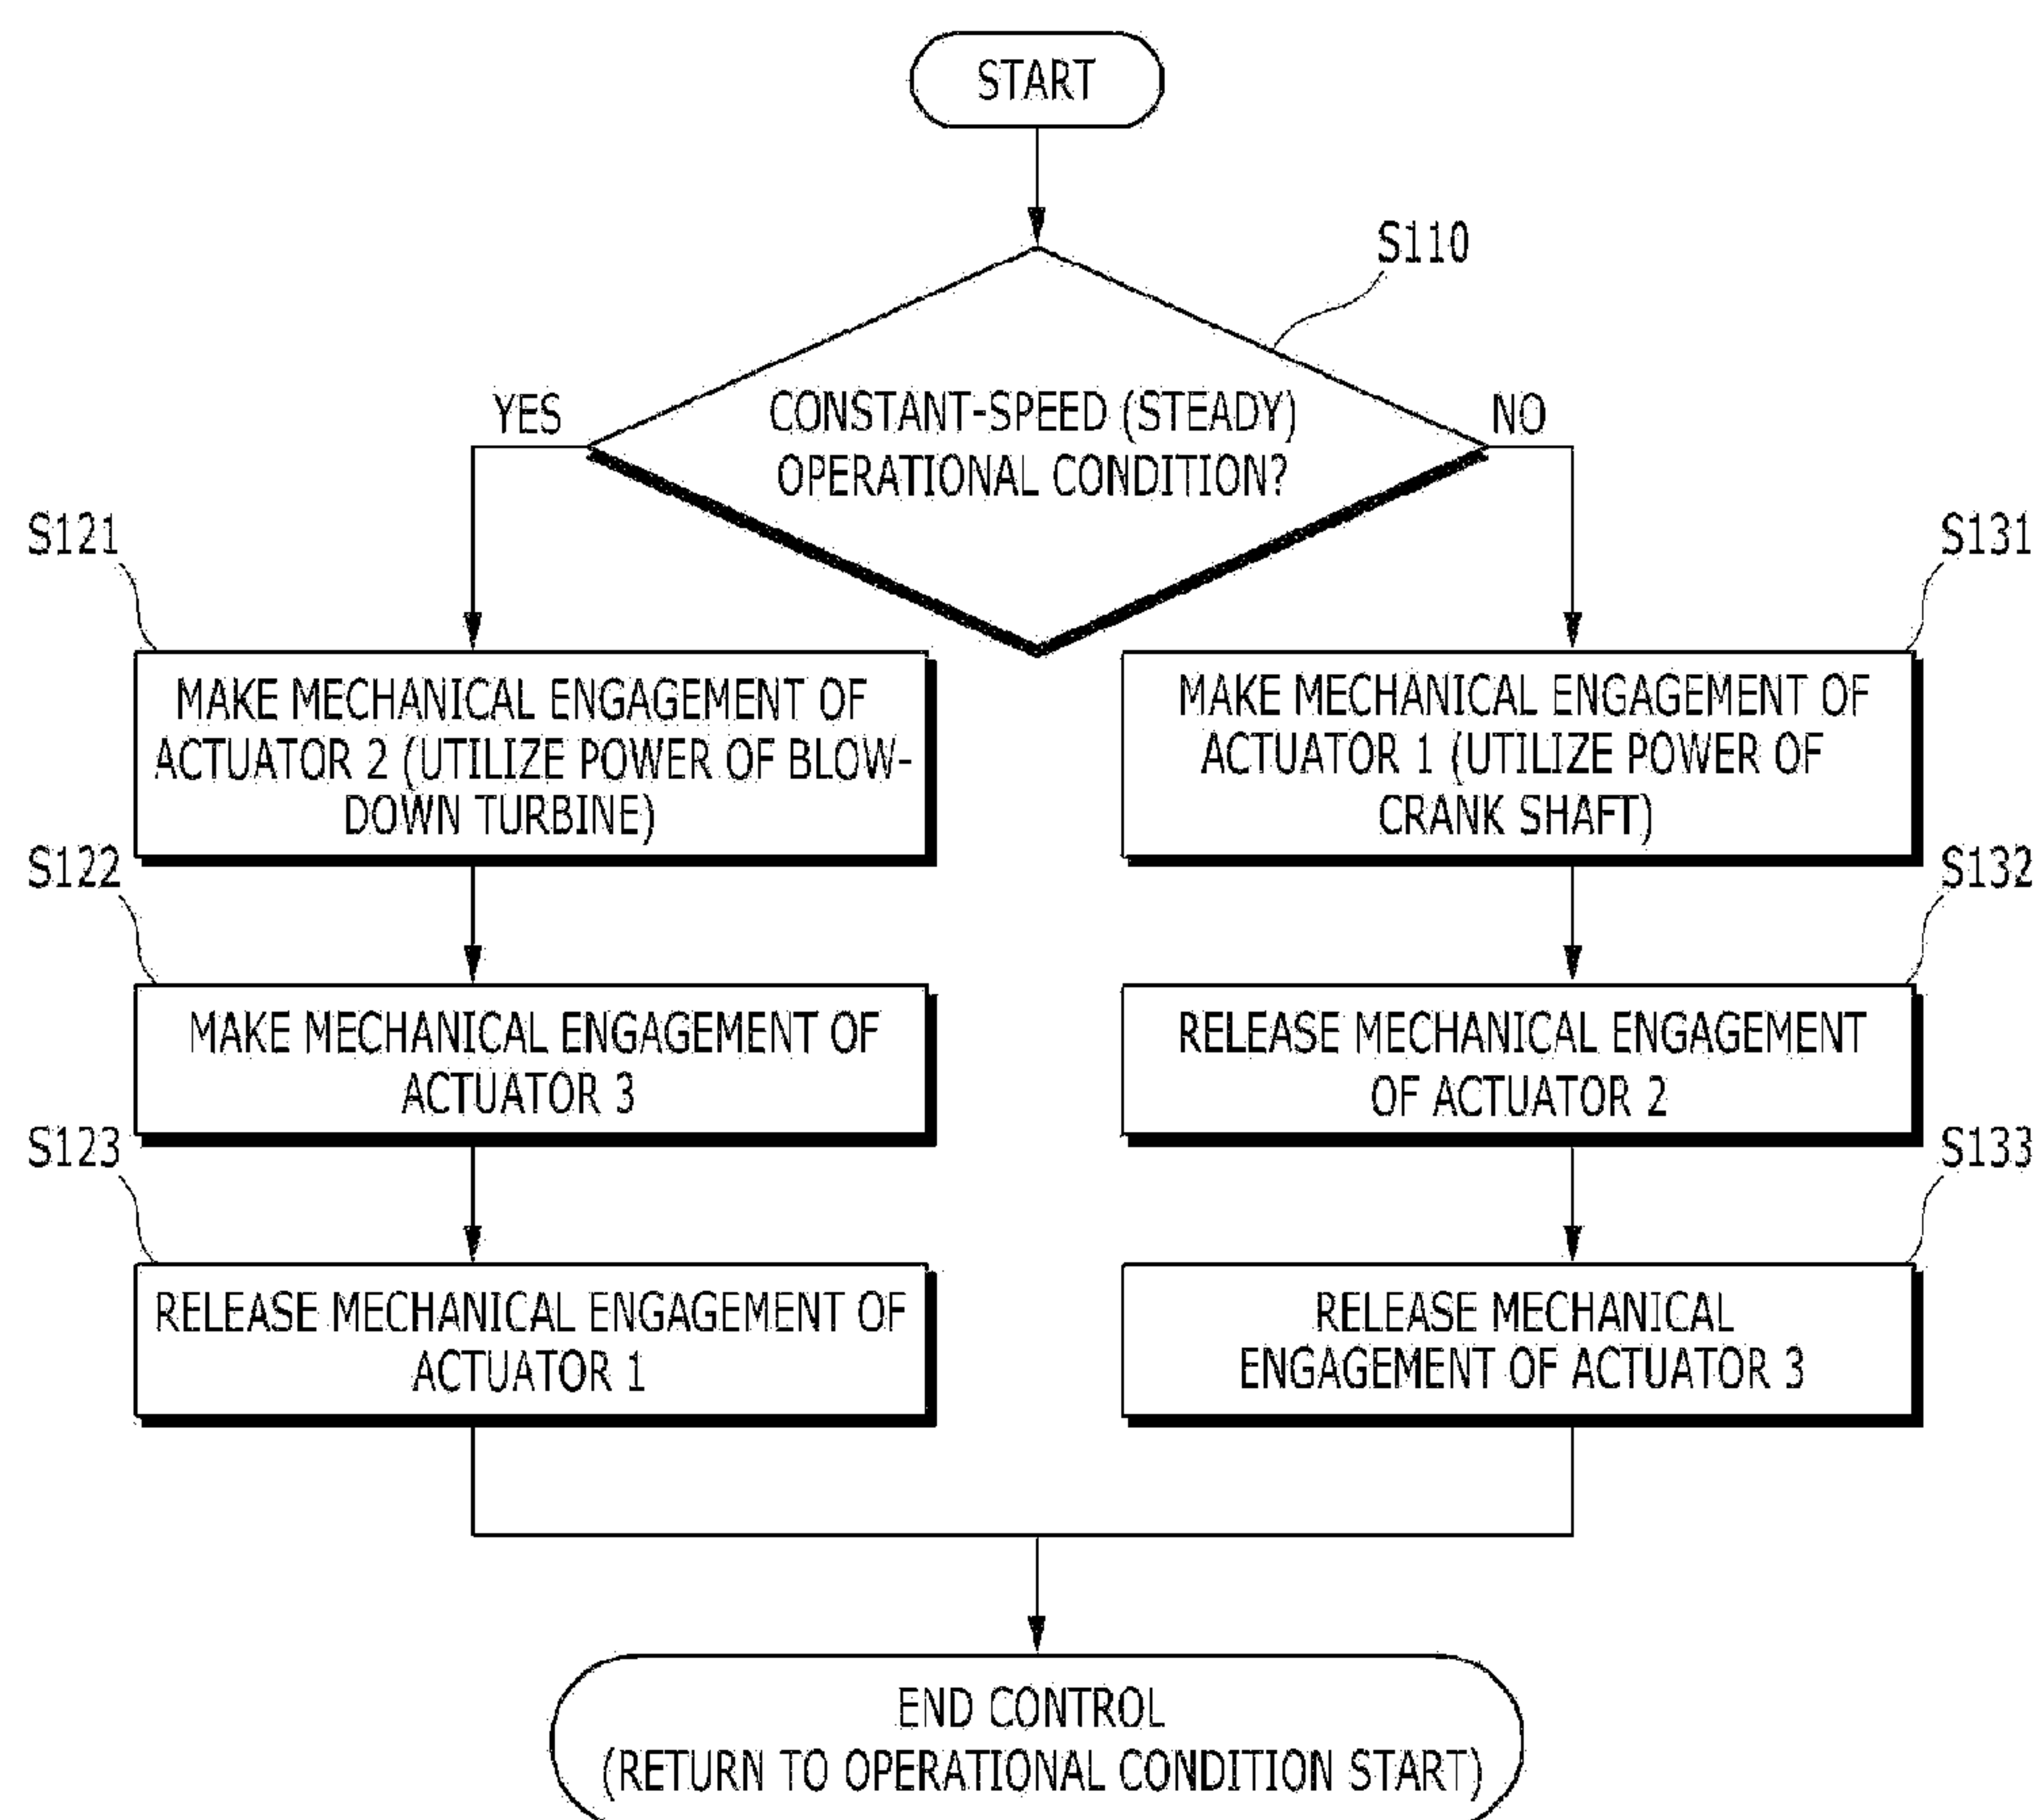 START
S110
YES
CONSTANT-SPEED (STEADY)
OPERATIONAL CONDITION?
NO
S121
MAKE MECHANICAL ENGAGEMENT OF
ACTUATOR 2 (UTILIZE POWER OF BLOW-
DOWN TURBINE)
S131
MAKE MECHANICAL ENGAGEMENT OF
ACTUATOR 1 (UTILIZE POWER OF
CRANK SHAFT)
S122
MAKE MECHANICAL ENGAGEMENT OF
ACTUATOR 3
S132
RELEASE MECHANICAL ENGAGEMENT
OF ACTUATOR 2
S123
RELEASE MECHANICAL ENGAGEMENT OF
ACTUATOR 1
S133
RELEASE MECHANICAL
ENGAGEMENT OF ACTUATOR 3
END CONTROL
(RETURN TO OPERATIONAL CONDITION START)